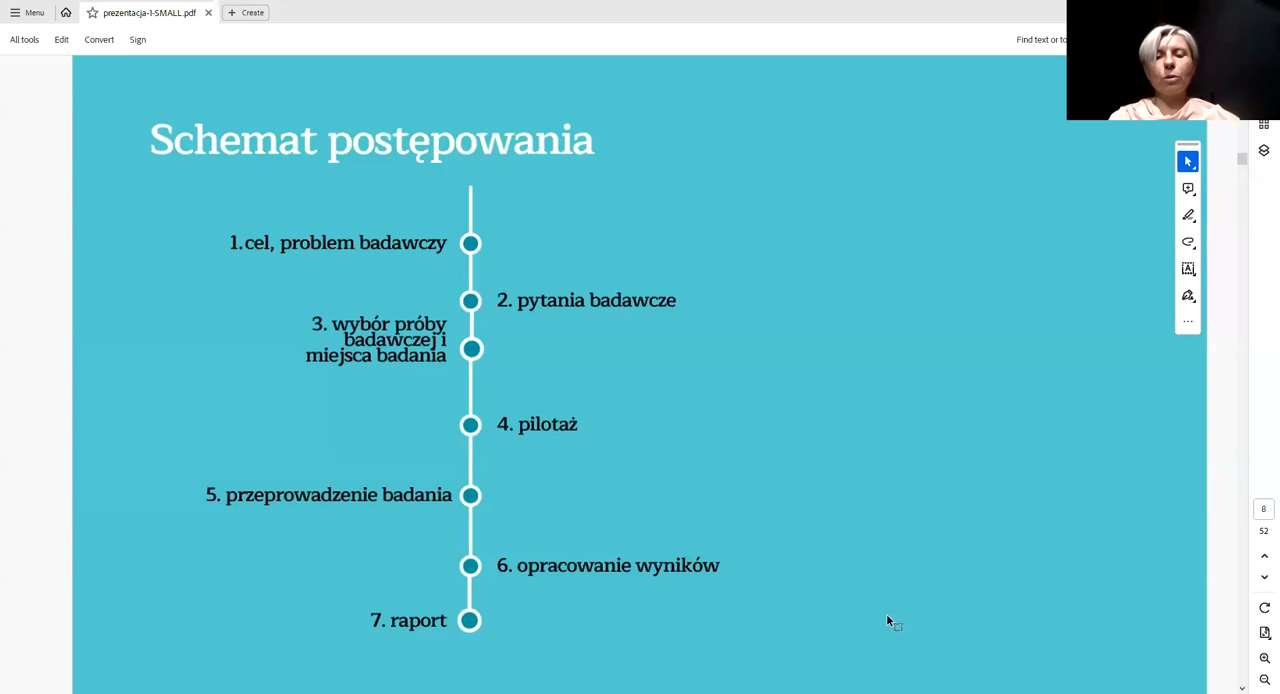 Menu
prezentacja-1-SMALL.pdf
Create
All tools
Edit
Convert
Sign
Find text or to
Schemat postępowania
1.cel, problem badawczy
2. pytania badawcze
3. wybór próby
badawczej i
miejsca badania
4. pilotaż
5. przeprowadzenie badania
6. opracowanie wyników
7. raport
8
52